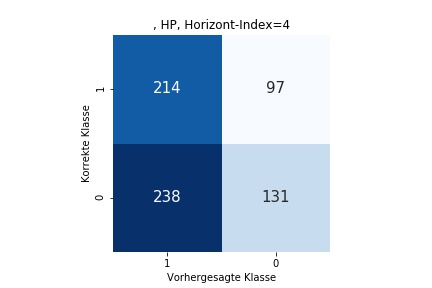 , HP, Horizont-Index=4
Korrekte Klasse
1
214
97
0
238
131
1
0
Vorhergesagte Klasse